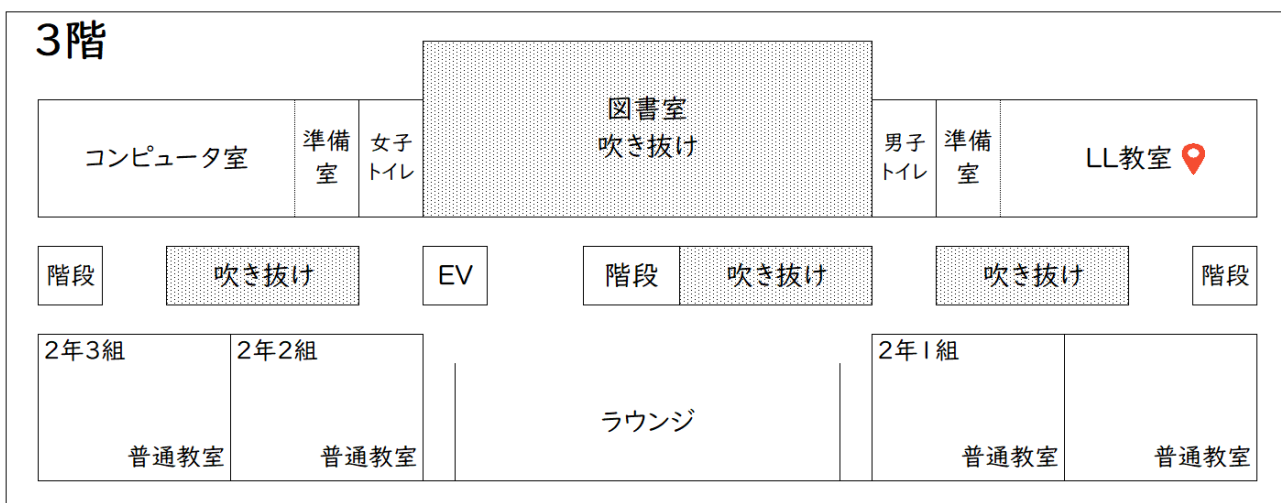 3階
図書室
吹き抜け
コンピュータ室
準備
室
女子
トイレ
男子
トイレ
準備
室
LL教室
階段
吹き抜け
EV
階段
吹き抜け
吹き抜け
階段
2年3組
普通教室
2年2組
普通教室
ラウンジ
2年1組
普通教室
普通教室